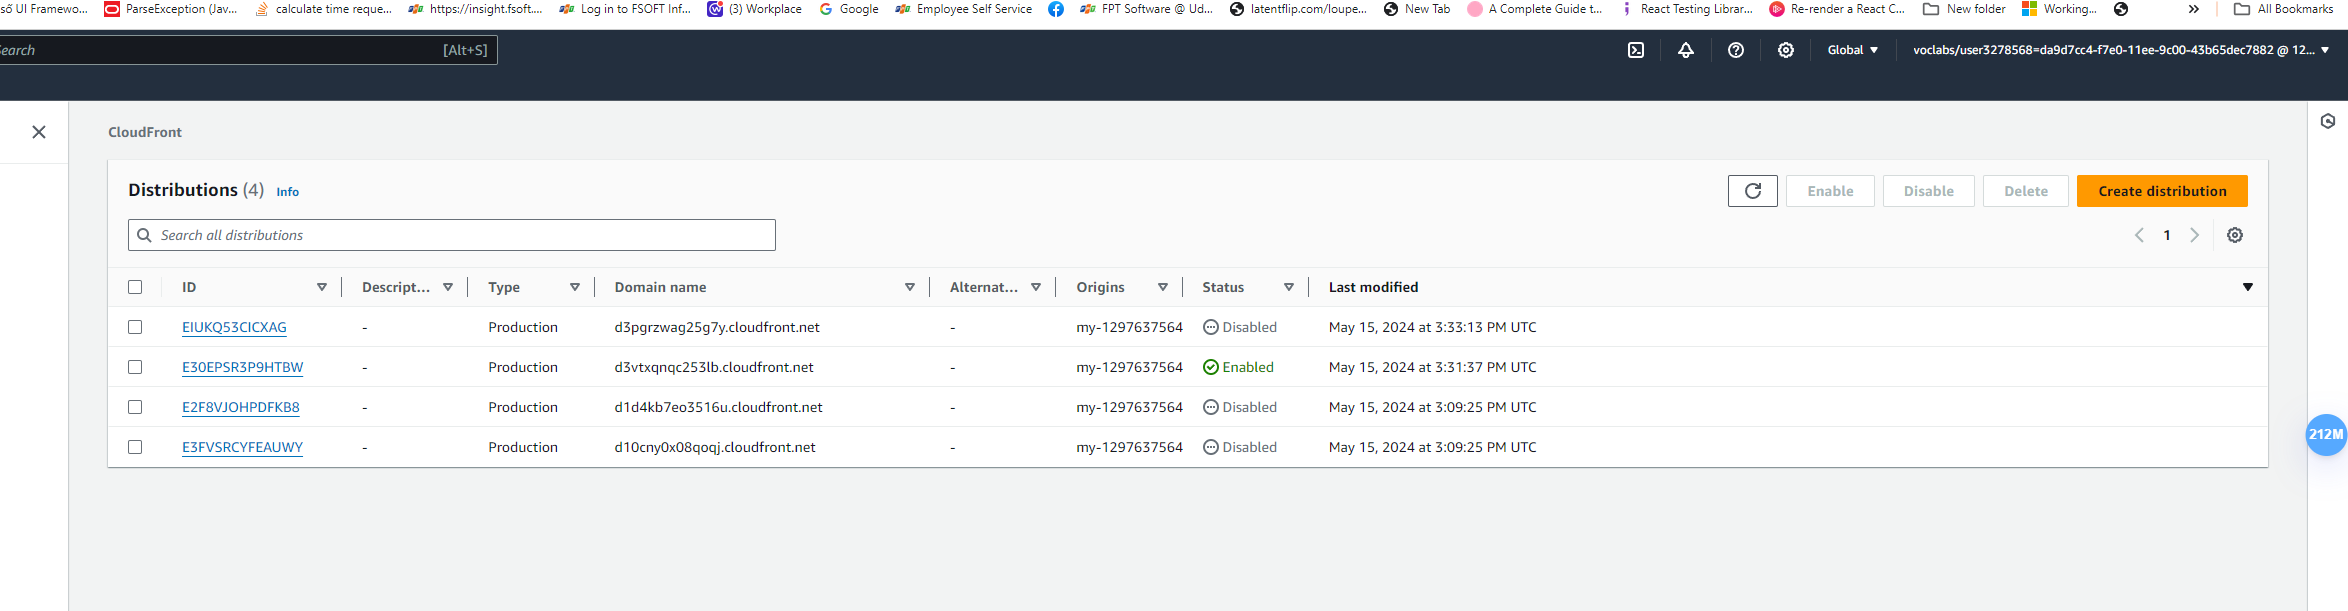 số UI Framewo... ParseException (Jav... calculate time reque... https://insight.fsoft.... Log in to FSOFT Inf... (3) Workplace Google Employee Self Service FPT Software @ Ud... latentflip.com/loupe... New Tab A Complete Guide t... React Testing Librar... Re-render a React C... New folder Working... » All Bookmarks
earch [Alt+S] Global voclabs/user3278568=da9d7cc4-f7e0-11ee-9c00-43b65dec7882 @ 12...
CloudFront
Distributions (4) Info Enable Disable Delete Create distribution
Search all distributions 1
ID Descript... Type Domain name Alternat... Origins Status Last modified
EIUKQ53CICXAG - Production d3pgrzwag25g7y.cloudfront.net - my-1297637564 Disabled May 15, 2024 at 3:33:13 PM UTC
E30EPSR3P9HTBW - Production d3vtxqnqc253lb.cloudfront.net - my-1297637564 Enabled May 15, 2024 at 3:31:37 PM UTC
E2F8VJOHPDFKB8 - Production d1d4kb7eo3516u.cloudfront.net - my-1297637564 Disabled May 15, 2024 at 3:09:25 PM UTC
E3FVSRCYFEAUWY - Production d10cny0x08qoqj.cloudfront.net - my-1297637564 Disabled May 15, 2024 at 3:09:25 PM UTC
212M